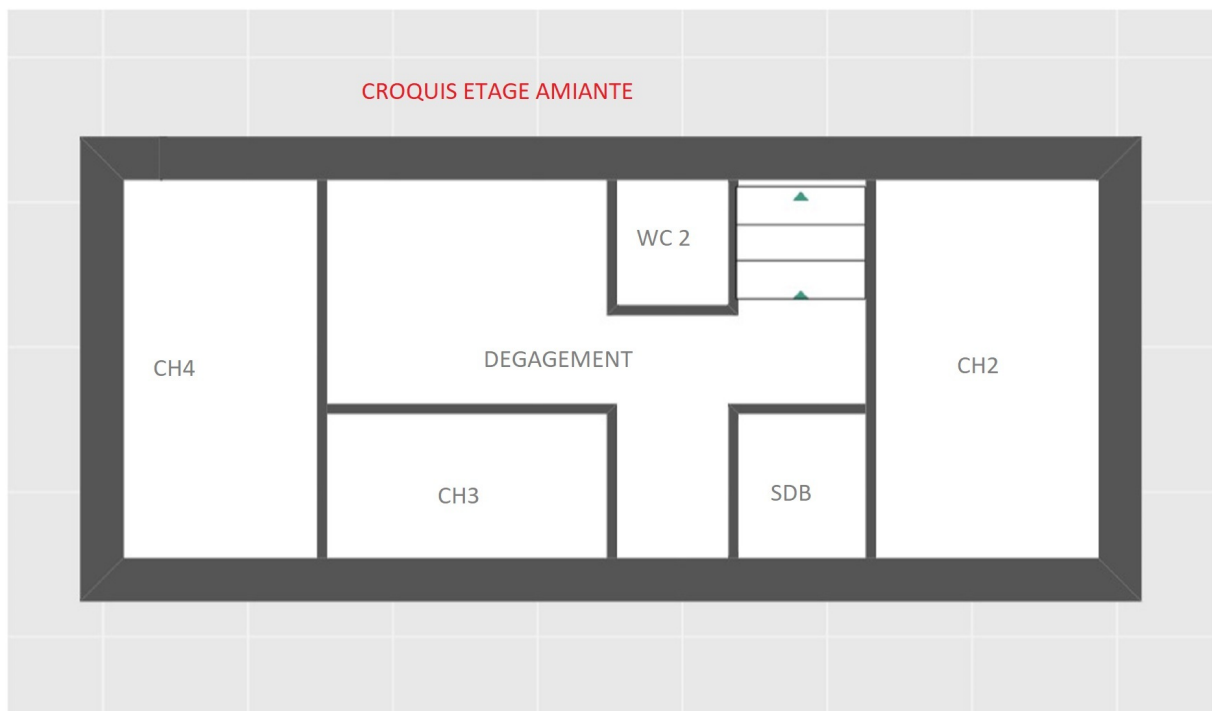 CROQUIS ETAGE AMIANTE
WC 2
DEGAGEMENT
CH4
CH2
CH3
SDB